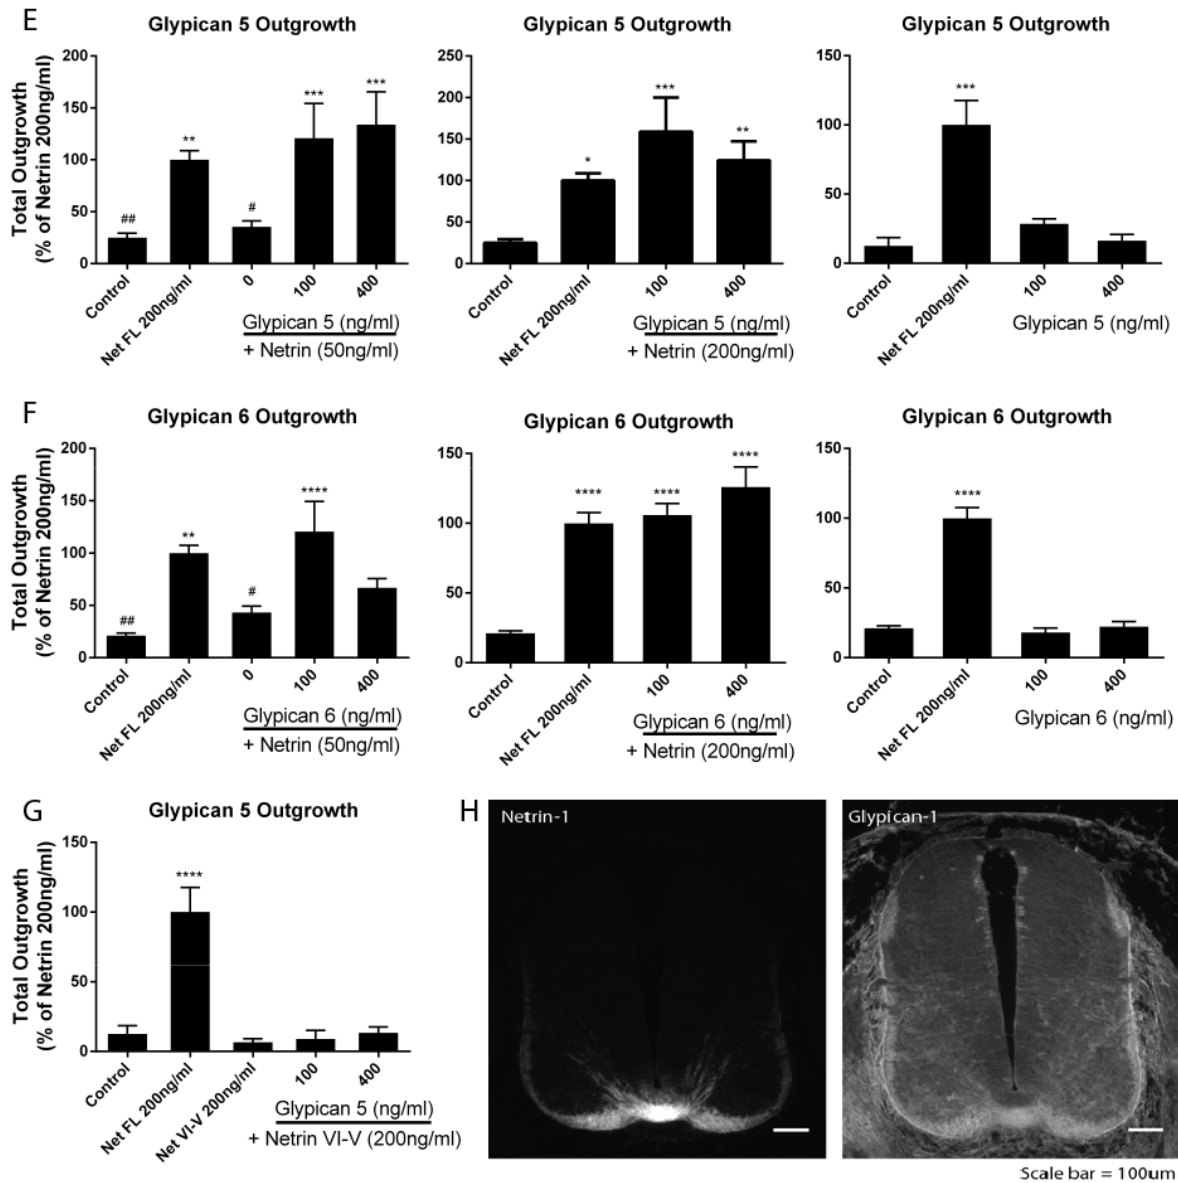 E
Glypican 5 Outgrowth
Total Outgrowth
(% of Netrin 200ng/ml)
200
150
100
50
0
##
**
#
***
***
Control
Net FL 200ng/ml
0
100
400
Glypican 5 (ng/ml)
+ Netrin (50ng/ml)
Glypican 5 Outgrowth
250
200
150
100
50
0
*
***
**
Control
Net FL 200ng/ml
100
400
Glypican 5 (ng/ml)
+ Netrin (200ng/ml)
Glypican 5 Outgrowth
150
100
50
0
***
Control
Net FL 200ng/ml
100
400
Glypican 5 (ng/ml)
F
Glypican 6 Outgrowth
Total Outgrowth
(% of Netrin 200ng/ml)
200
150
100
50
0
##
**
#
****
Control
Net FL 200ng/ml
0
100
400
Glypican 6 (ng/ml)
+ Netrin (50ng/ml)
Glypican 6 Outgrowth
150
100
50
0
****
****
****
Control
Net FL 200ng/ml
100
400
Glypican 6 (ng/ml)
+ Netrin (200ng/ml)
Glypican 6 Outgrowth
150
100
50
0
****
Control
Net FL 200ng/ml
100
400
Glypican 6 (ng/ml)
G
Glypican 5 Outgrowth
Total Outgrowth
(% of Netrin 200ng/ml)
150
100
50
0
****
Control
Net FL 200ng/ml
Net VI-V 200ng/ml
100
400
Glypican 5 (ng/ml)
+ Netrin VI-V (200ng/ml)
H
Netrin-1
Glypican-1
Scale bar = 100um